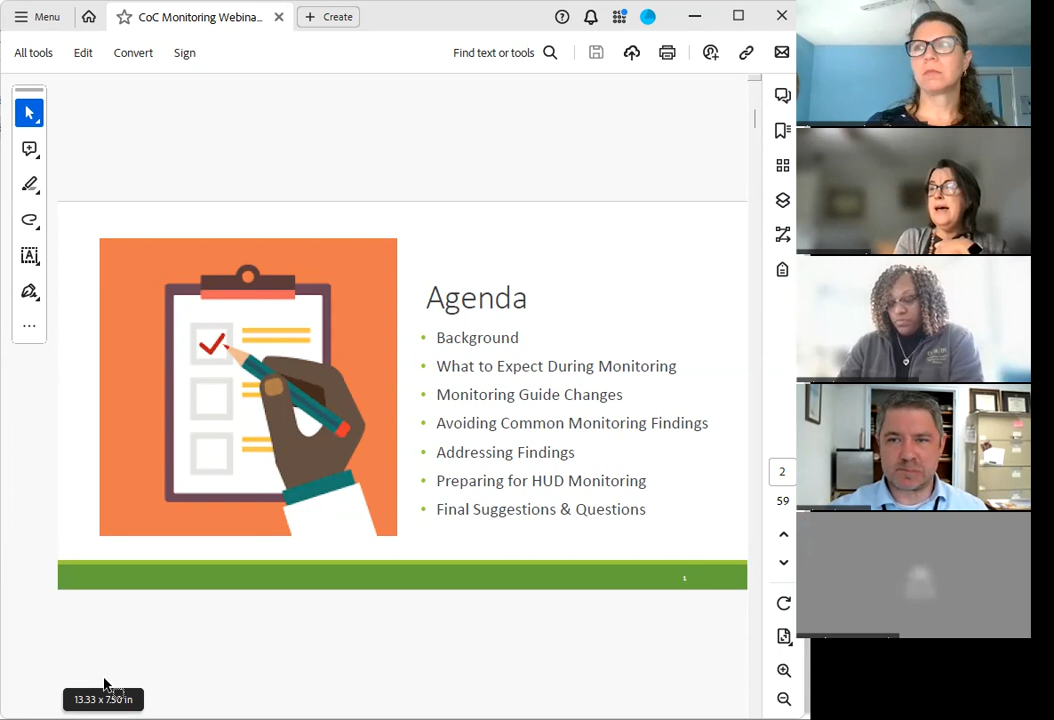 Menu
CoC Monitoring Webina...
Create
All tools
Edit
Convert
Sign
Find text or tools
Agenda
• Background
• What to Expect During Monitoring
• Monitoring Guide Changes
• Avoiding Common Monitoring Findings
• Addressing Findings
• Preparing for HUD Monitoring
• Final Suggestions & Questions
2
59
1
13.33 x 7.50 in